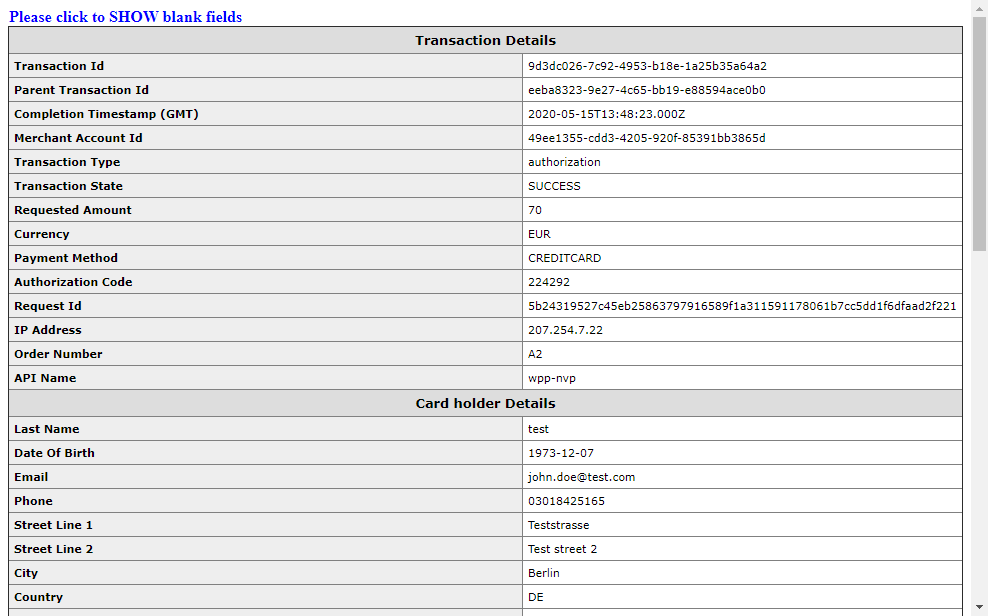 Please click to SHOW blank fields
Transaction Details
Transaction Id 9d3dc026-7c92-4953-b18e-1a25b35a64a2
Parent Transaction Id eeba8323-9e27-4c65-bb19-e88594ace0b0
Completion Timestamp (GMT) 2020-05-15T13:48:23.000Z
Merchant Account Id 49ee1355-cdd3-4205-920f-85391bb3865d
Transaction Type authorization
Transaction State SUCCESS
Requested Amount 70
Currency EUR
Payment Method CREDITCARD
Authorization Code 224292
Request Id 5b24319527c45eb25863797916589f1a311591178061b7cc5dd1f6dfaad2f221
IP Address 207.254.7.22
Order Number A2
API Name wpp-nvp
Card holder Details
Last Name test
Date Of Birth 1973-12-07
Email john.doe@test.com
Phone 03018425165
Street Line 1 Teststrasse
Street Line 2 Test street 2
City Berlin
Country DE